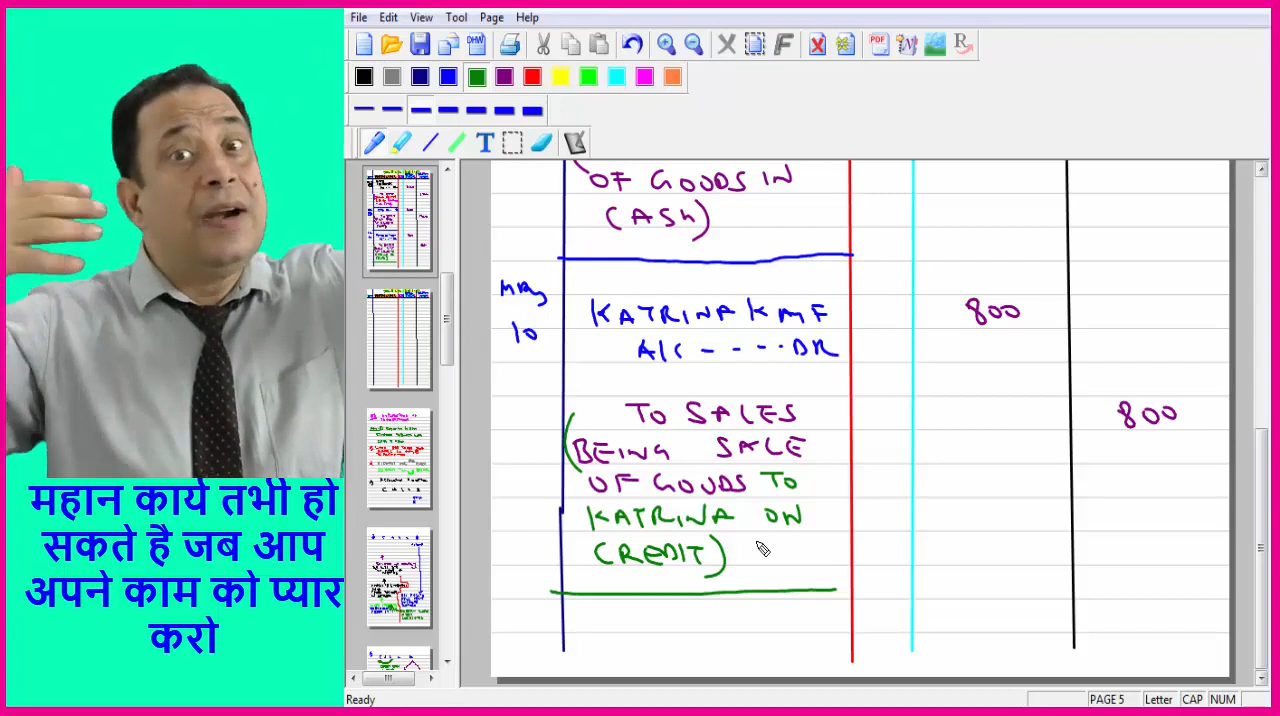 File Edit View Tool Page Help
OF GOODS IN
(CASH)
May
10
KATRINA KAIF
A/C - - - ... DR
800
TO SALES
800
(BEING SALE
OF GOODS TO
KATRINA ON
CREDIT)
महान कार्य तभी हो
सकते है जब आप
अपने काम को प्यार
करो
Ready
PAGE 5
Letter
CAP
NUM